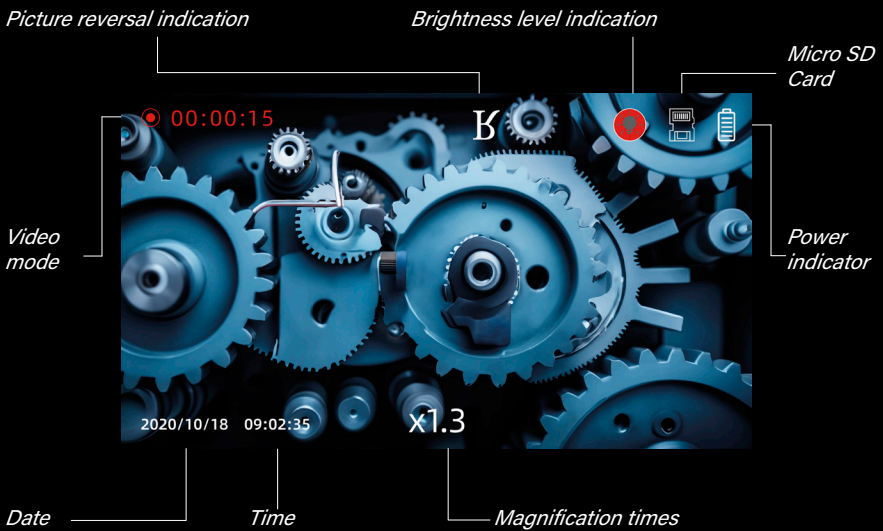 Picture reversal indication
Brightness level indication
Micro SD
Card
00:00:15
R
Video
mode
Power
indicator
2020/10/18 09:02:35
x1.3
Date
Time
Magnification times